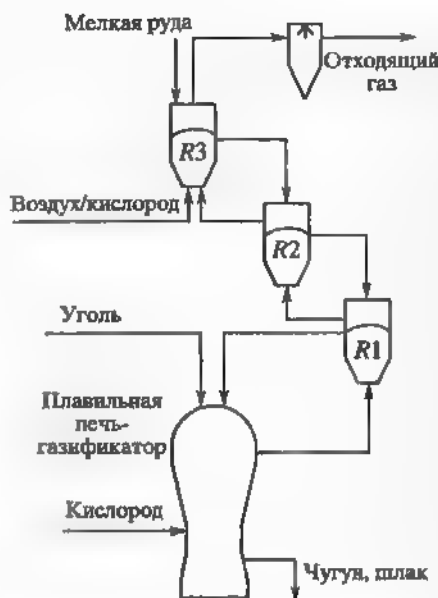 Мелкая руда
Отходящий
газ
R3
Воздух/кислород
R2
Уголь
R1
Плавильная
печь-
газификатор
Кислород
Чугун, шлак